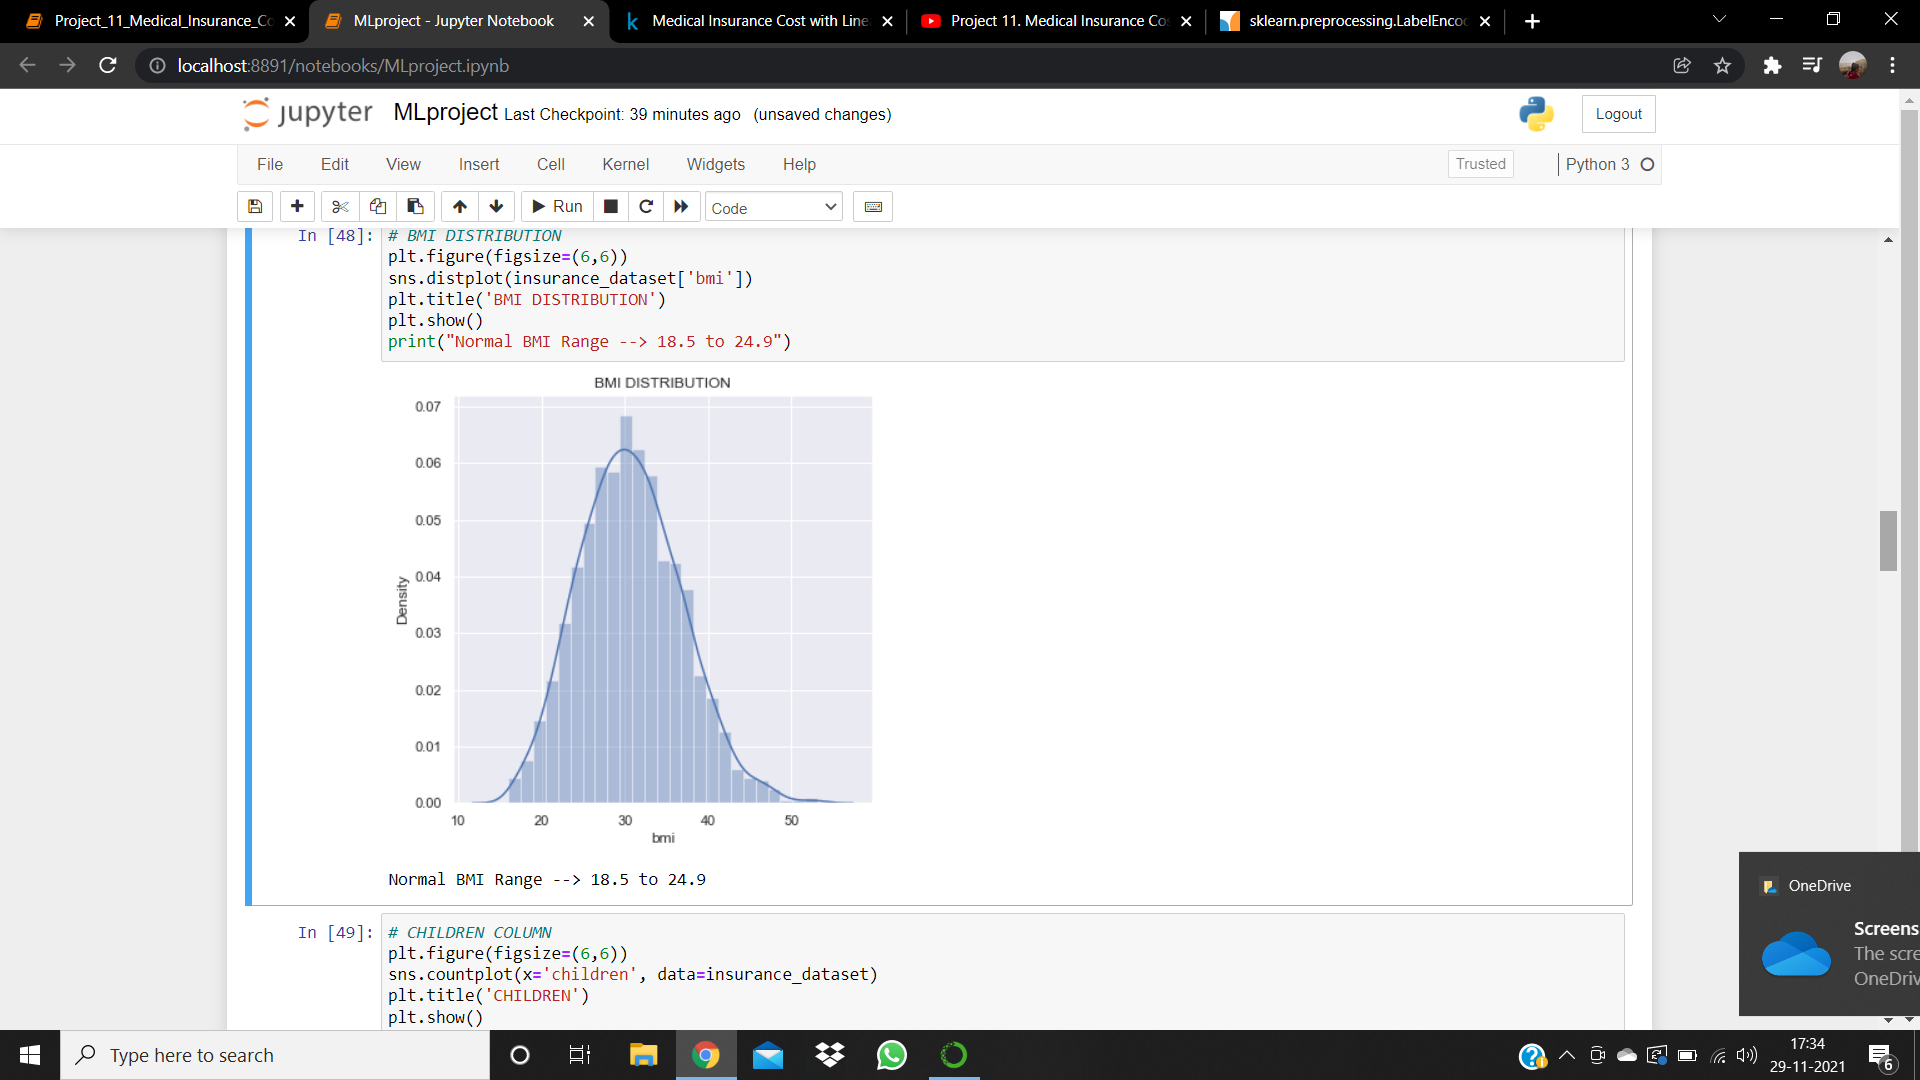 Project_11_Medical_Insurance_Co
MLproject - Jupyter Notebook
Medical Insurance Cost with Line
Project 11. Medical Insurance Cos
sklearn.preprocessing.LabelEncod
localhost:8891/notebooks/MLproject.ipynb
jupyter MLproject Last Checkpoint: 39 minutes ago (unsaved changes)
Logout
File Edit View Insert Cell Kernel Widgets Help
Trusted
Python 3
Run
Code
In [48]:
# BMI DISTRIBUTION
plt.figure(figsize=(6,6))
sns.distplot(insurance_dataset['bmi'])
plt.title('BMI DISTRIBUTION')
plt.show()
print("Normal BMI Range --> 18.5 to 24.9")
BMI DISTRIBUTION
0.07
0.06
0.05
0.04
0.03
0.02
0.01
0.00
Density
10 20 30 40 50
bmi
Normal BMI Range --> 18.5 to 24.9
In [49]:
# CHILDREN COLUMN
plt.figure(figsize=(6,6))
sns.countplot(x='children', data=insurance_dataset)
plt.title('CHILDREN')
plt.show()
OneDrive
Screens
The scre
OneDriv
Type here to search
17:34
29-11-2021
6